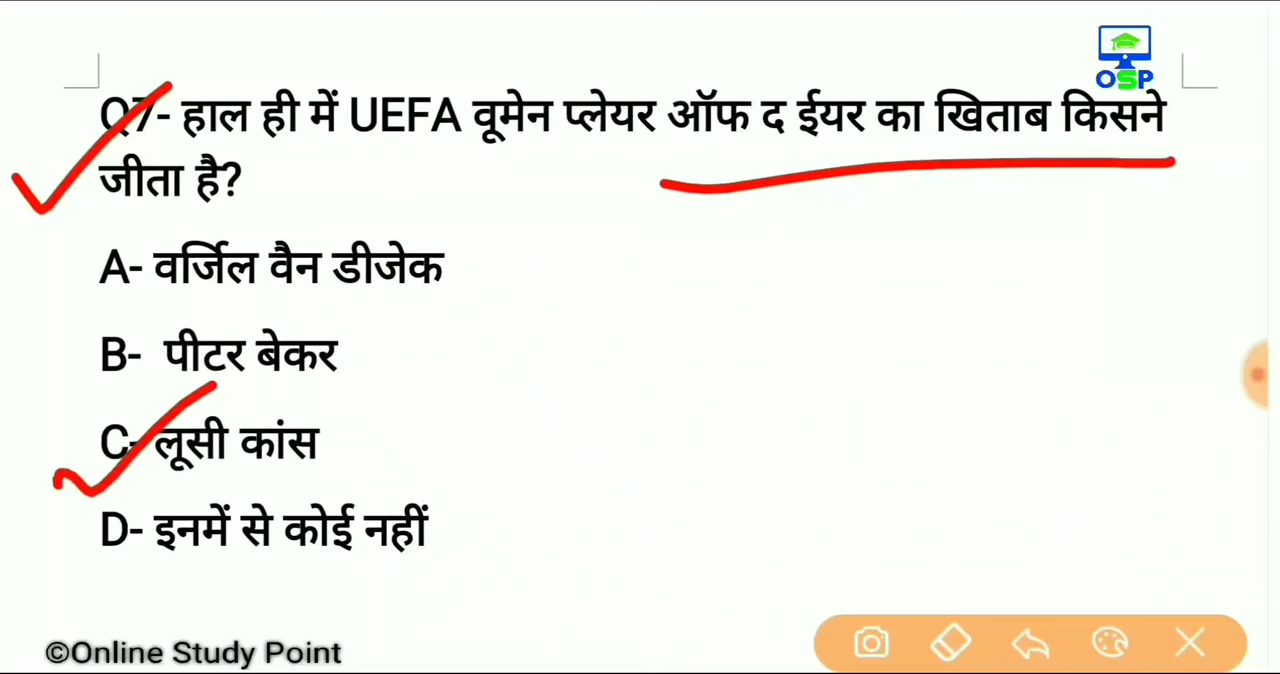 OSP
Q7- हाल ही में UEFA वूमेन प्लेयर ऑफ द ईयर का खिताब किसने
जीता है?
A- वर्जिल वैन डीजेक
B- पीटर बेकर
C- लूसी कांस
D- इनमें से कोई नहीं
©Online Study Point